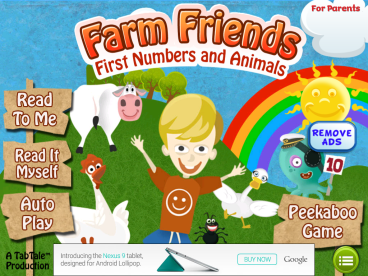 For Parents
Farm Friends
First Numbers and Animals
Read
To Me
Read It
Myself
Auto
Play
REMOVE
ADS
10
Peekaboo
Game
A TabTale™
Production
Introducing the Nexus 9 tablet,
designed for Android Lollipop.
BUY NOW
Google